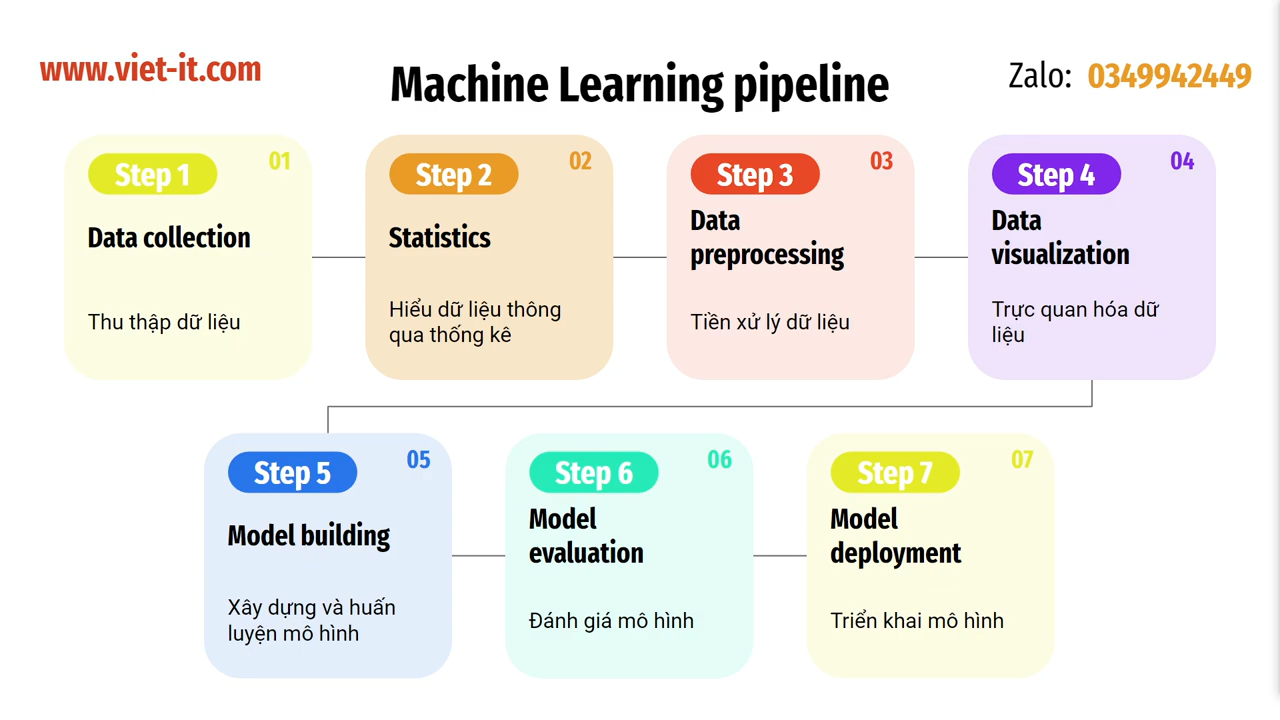 www.viet-it.com
Machine Learning pipeline
Zalo: 0349942449
Step 1
01
Data collection
Thu thập dữ liệu
Step 2
02
Statistics
Hiểu dữ liệu thông
qua thống kê
Step 3
03
Data
preprocessing
Tiền xử lý dữ liệu
Step 4
04
Data
visualization
Trực quan hóa dữ
liệu
Step 5
05
Model building
Xây dựng và huấn
luyện mô hình
Step 6
06
Model
evaluation
Đánh giá mô hình
Step 7
07
Model
deployment
Triển khai mô hình